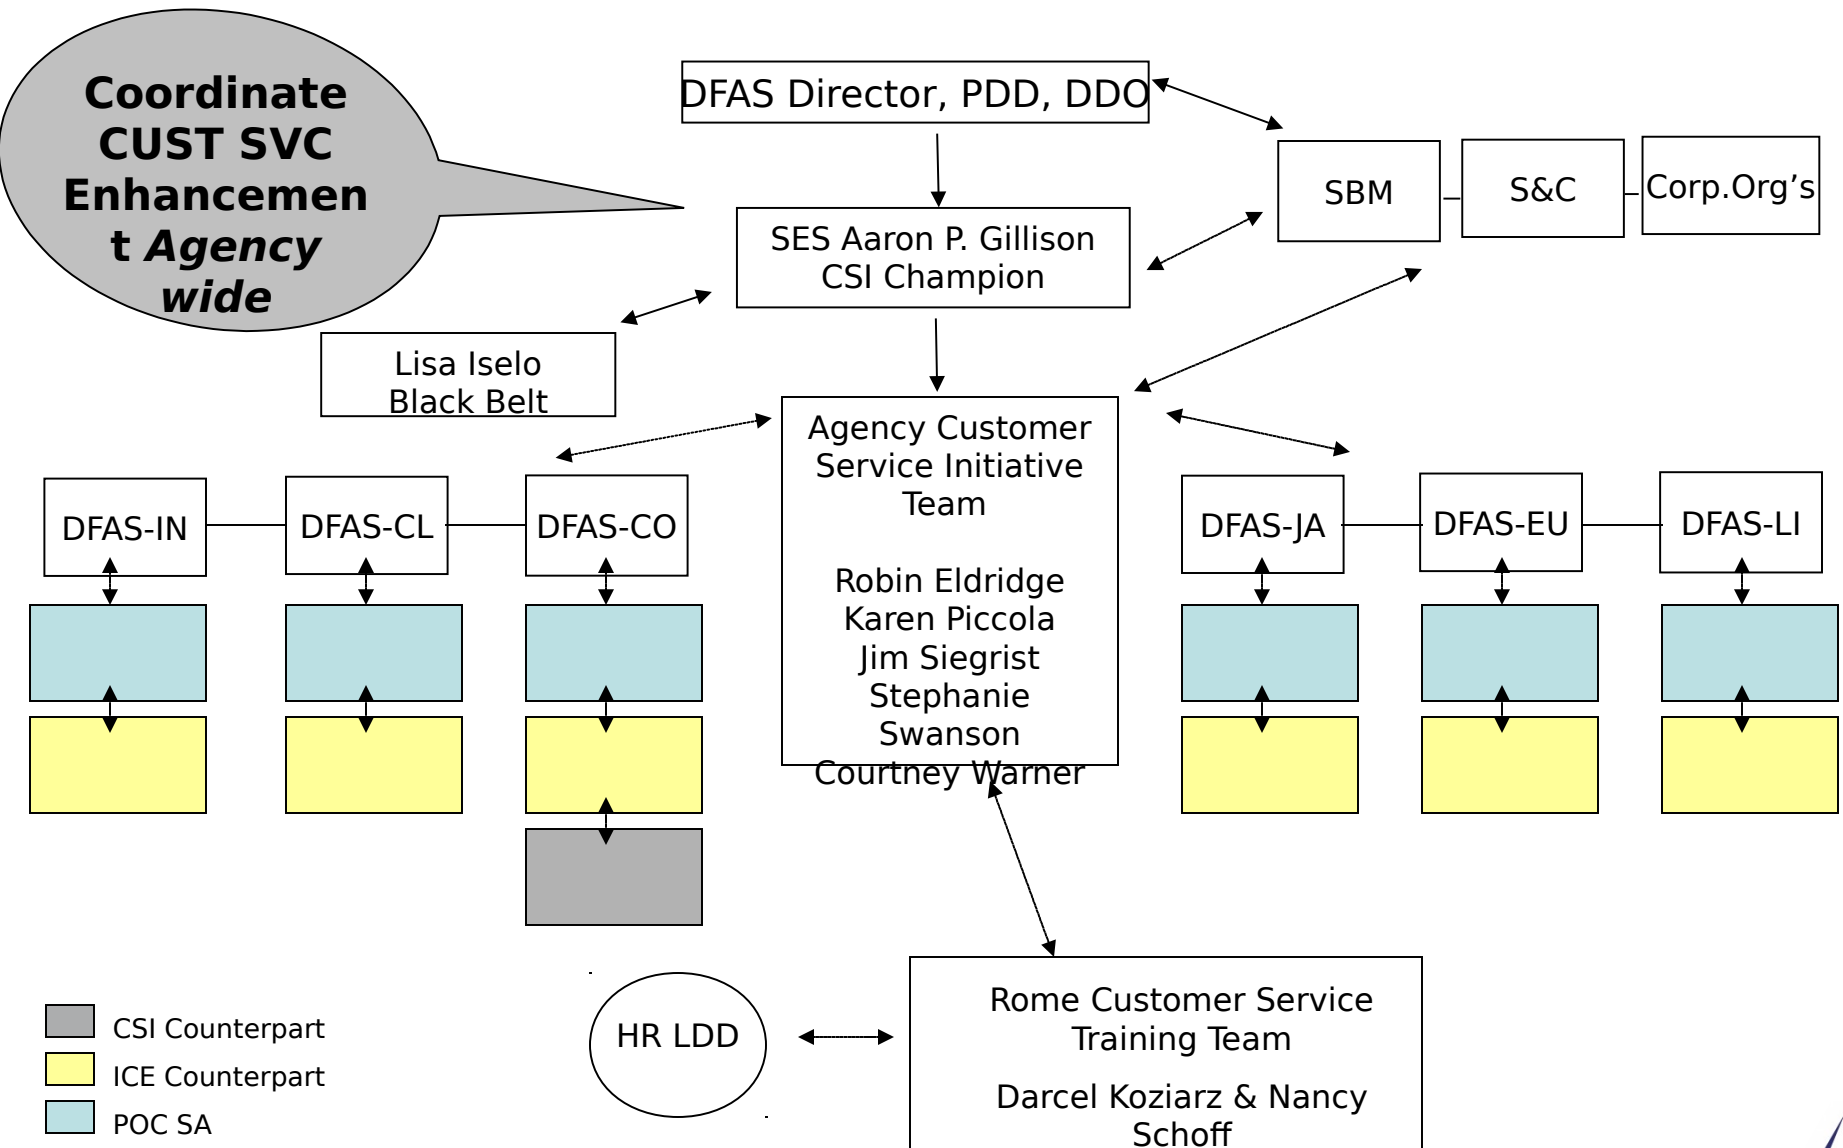 Coordinate
CUST SVC
Enhancemen
t Agency
wide
DFAS Director, PDD, DDO
SBM
S&C
Corp.Org’s
SES Aaron P. Gillison
CSI Champion
Lisa Iselo
Black Belt
Agency Customer
Service Initiative
Team
Robin Eldridge
Karen Piccola
Jim Siegrist
Stephanie
Swanson
Courtney Warner
DFAS-IN
DFAS-CL
DFAS-CO
DFAS-JA
DFAS-EU
DFAS-LI
HR LDD
Rome Customer Service
Training Team
Darcel Koziarz & Nancy
Schoff
CSI Counterpart
ICE Counterpart
POC SA